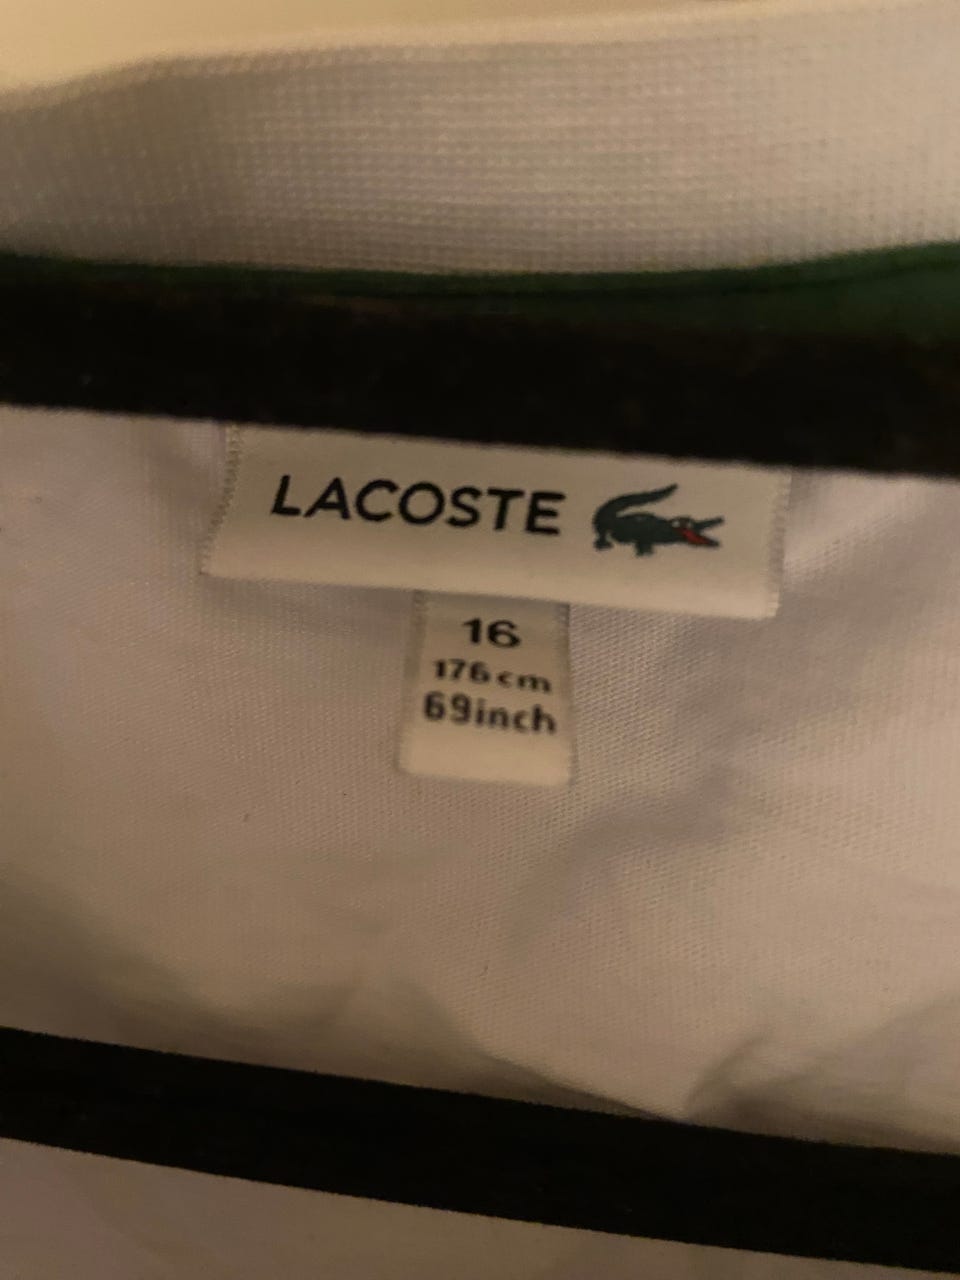 LACOSTE
16
176cm
69inch